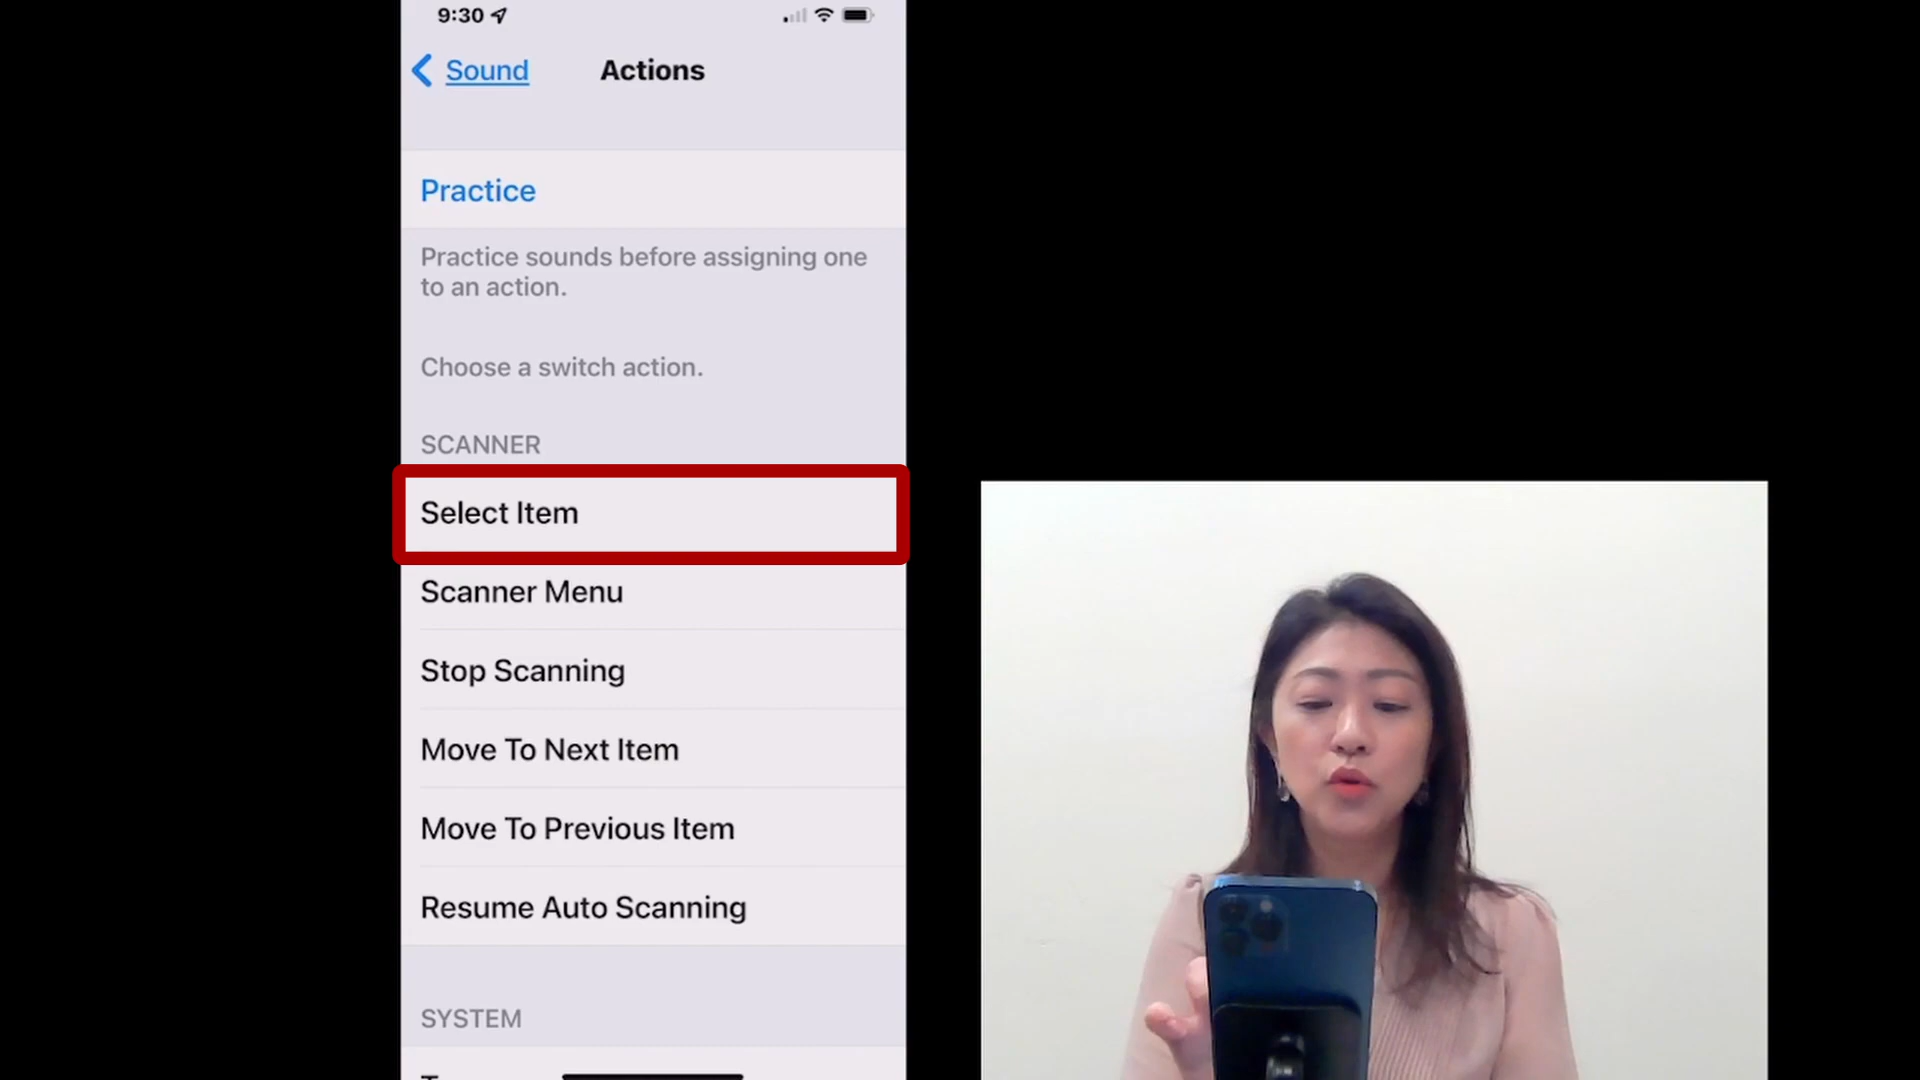 9:30
Sound
Actions
Practice
Practice sounds before assigning one
to an action.
Choose a switch action.
SCANNER
Select Item
Scanner Menu
Stop Scanning
Move To Next Item
Move To Previous Item
Resume Auto Scanning
SYSTEM